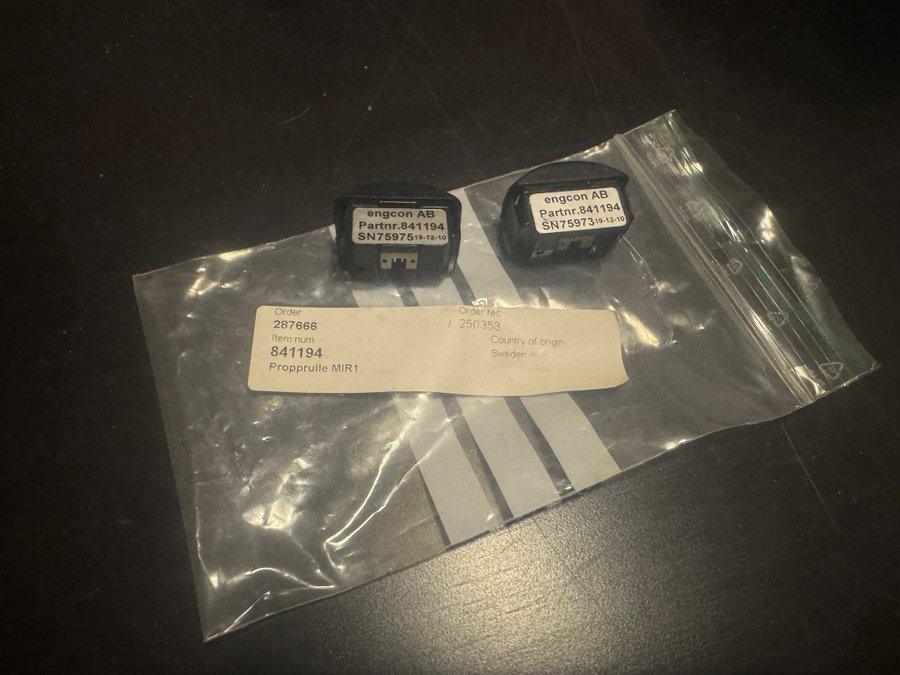 engcon AB
Partnr.841194
SN75975 19-12-10
engcon AB
Partnr.841194
SN75973 19-12-10
Order
287666
Order rec
/ 250353
Item num
841194
Country of origin
Sweden
Propprulle MIR1